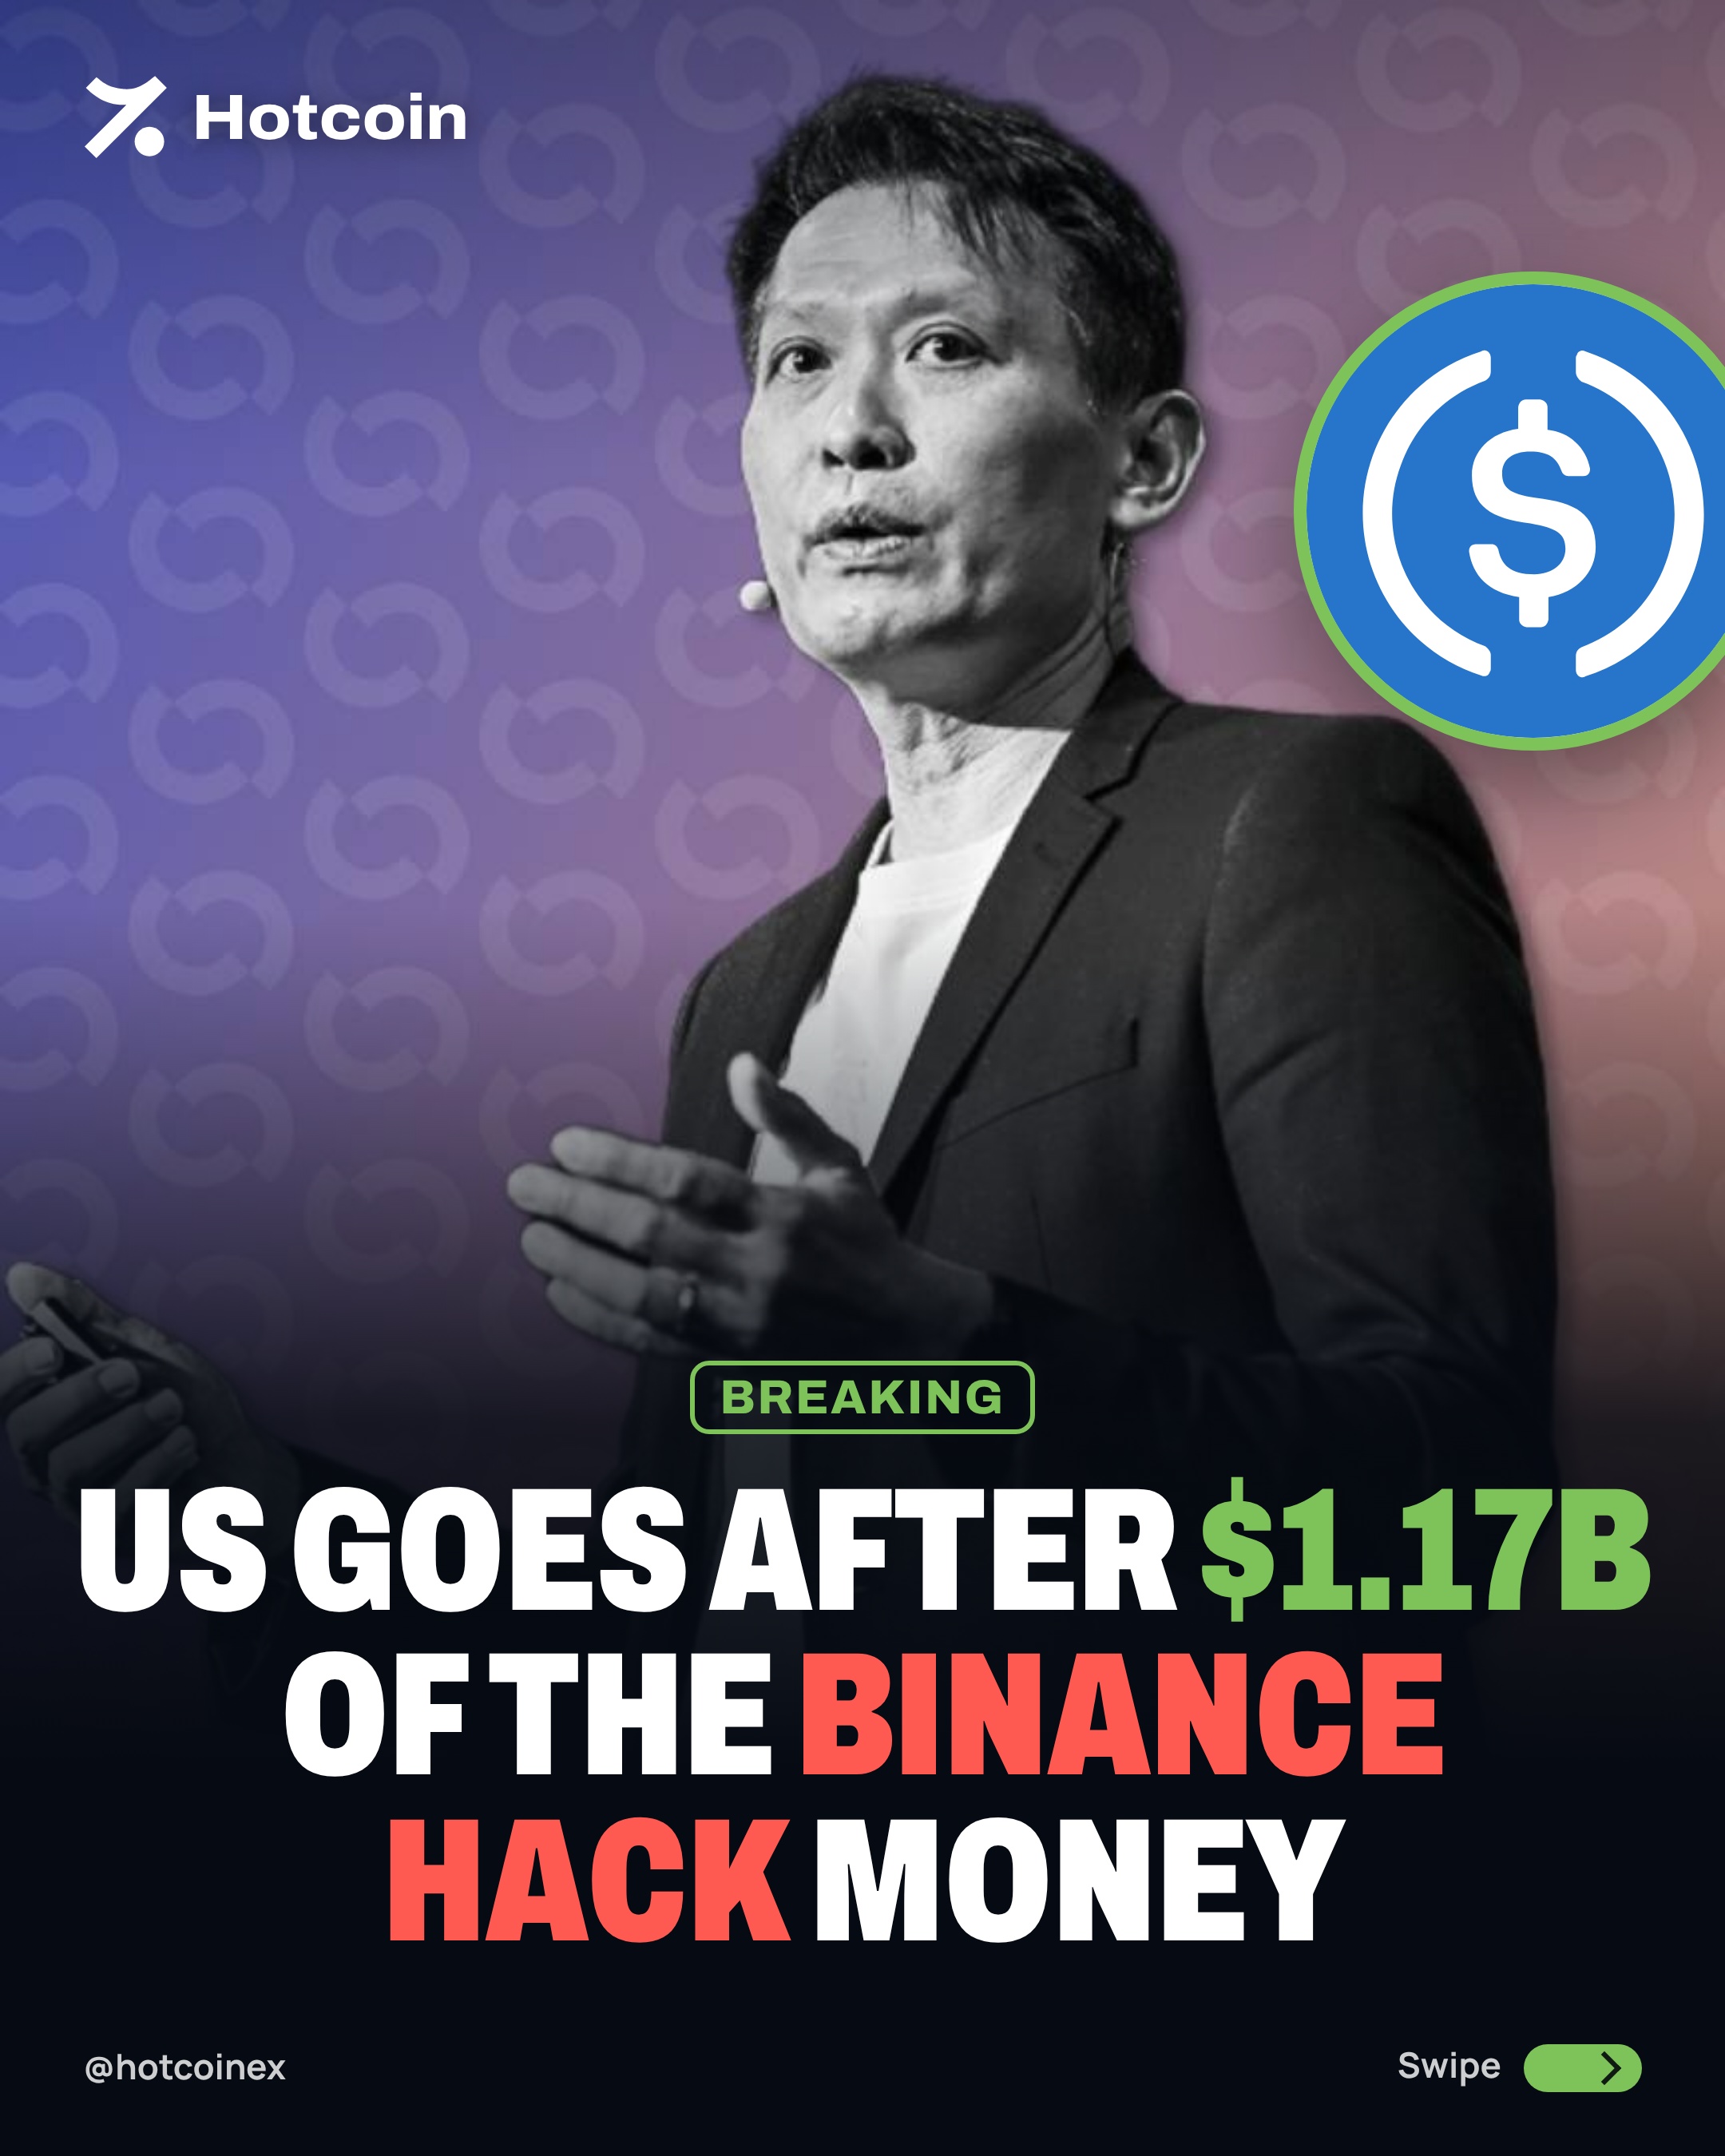 Hotcoin
BREAKING
US GOES AFTER $1.17B
OF THE BINANCE
HACK MONEY
@hotcoinex
Swipe